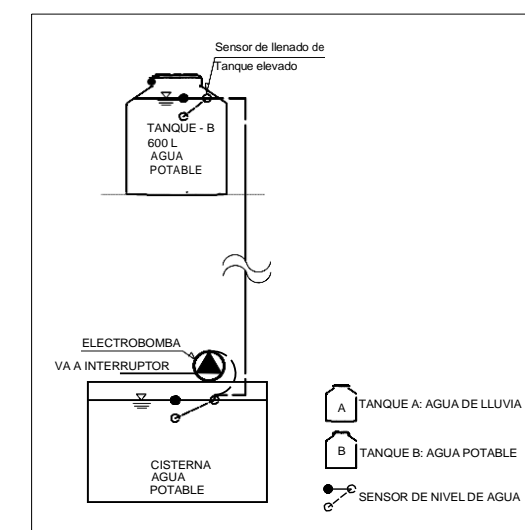 Sensor de llenado de
Tanque elevado
TANQUE - B
600 L
AGUA
POTABLE
ELECTROBOMBA
VA A INTERRUPTOR
CISTERNA
AGUA
POTABLE
A TANQUE A: AGUA DE LLUVIA
B TANQUE B: AGUA POTABLE
SENSOR DE NIVEL DE AGUA